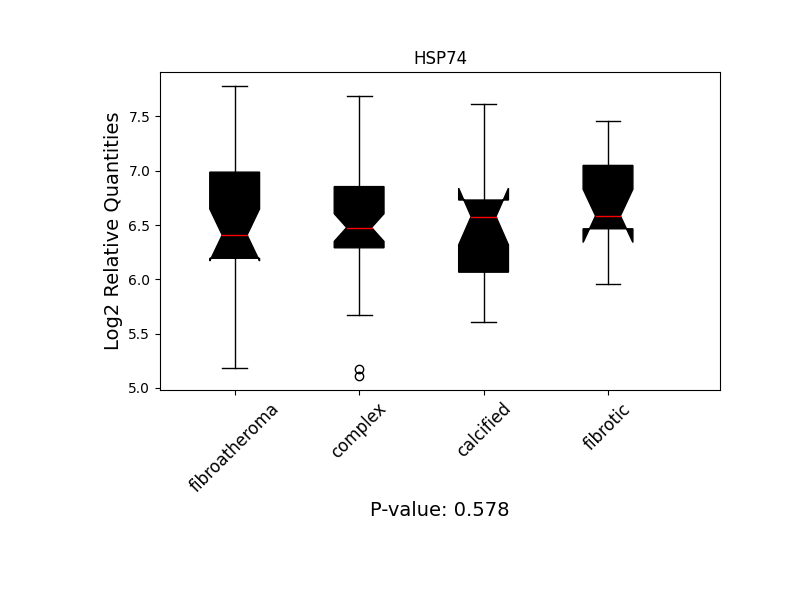 HSP74
Log2 Relative Quantities
7.5
7.0
6.5
6.0
5.5
5.0
fibroatheroma
complex
calcified
fibrotic
P-value: 0.578